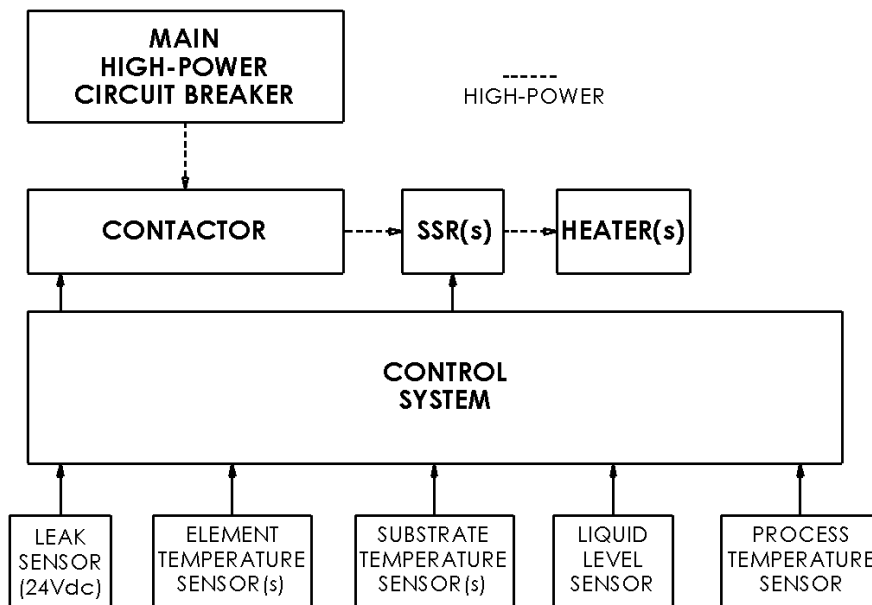 MAIN
HIGH-POWER
CIRCUIT BREAKER
HIGH-POWER
CONTACTOR
SSR(s)
HEATER(s)
CONTROL
SYSTEM
LEAK
SENSOR
(24Vdc)
ELEMENT
TEMPERATURE
SENSOR(s)
SUBSTRATE
TEMPERATURE
SENSOR(s)
LIQUID
LEVEL
SENSOR
PROCESS
TEMPERATURE
SENSOR